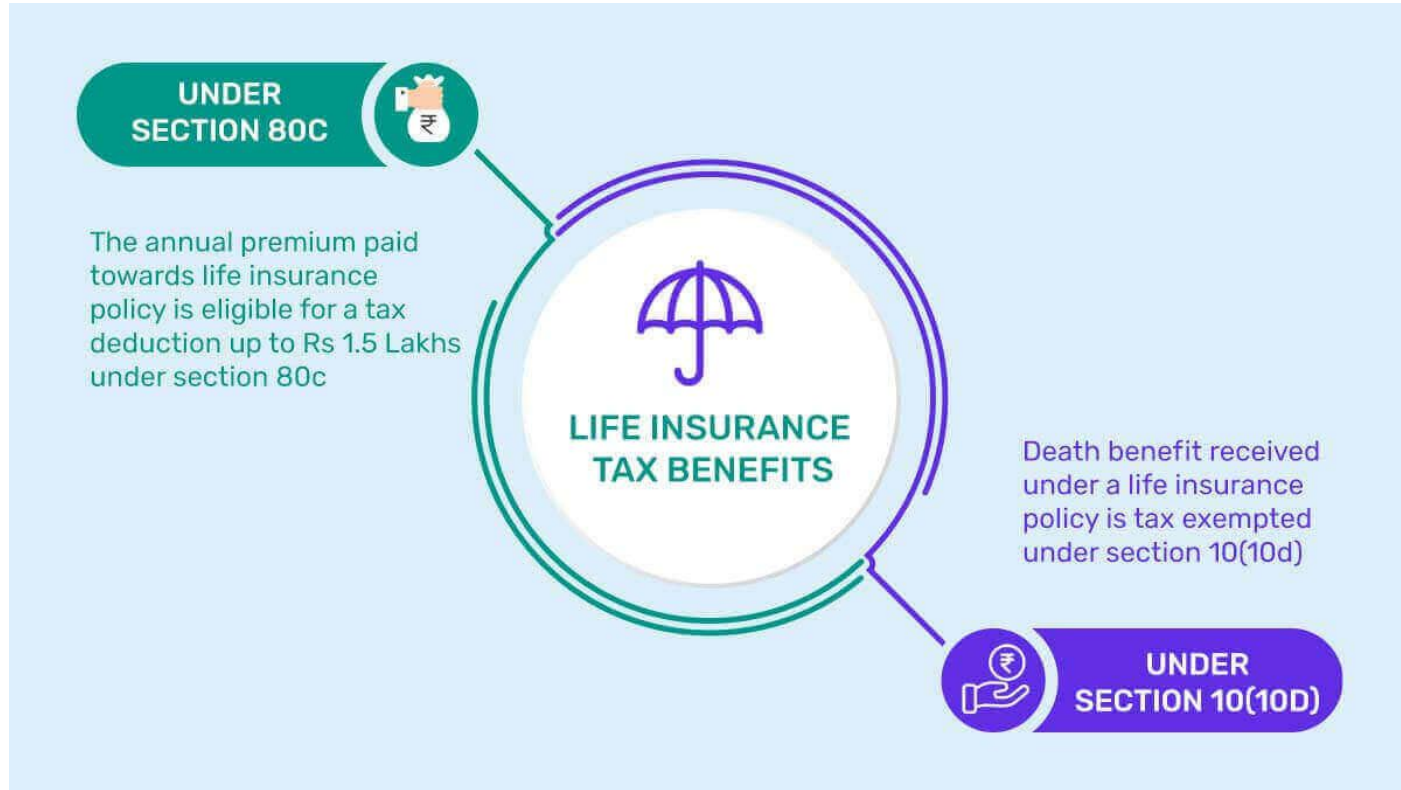 UNDER
SECTION 80C
The annual premium paid
towards life insurance
policy is eligible for a tax
deduction up to Rs 1.5 Lakhs
under section 80c
LIFE INSURANCE
TAX BENEFITS
Death benefit received
under a life insurance
policy is tax exempted
under section 10(10d)
UNDER
SECTION 10(10D)
₹
₹